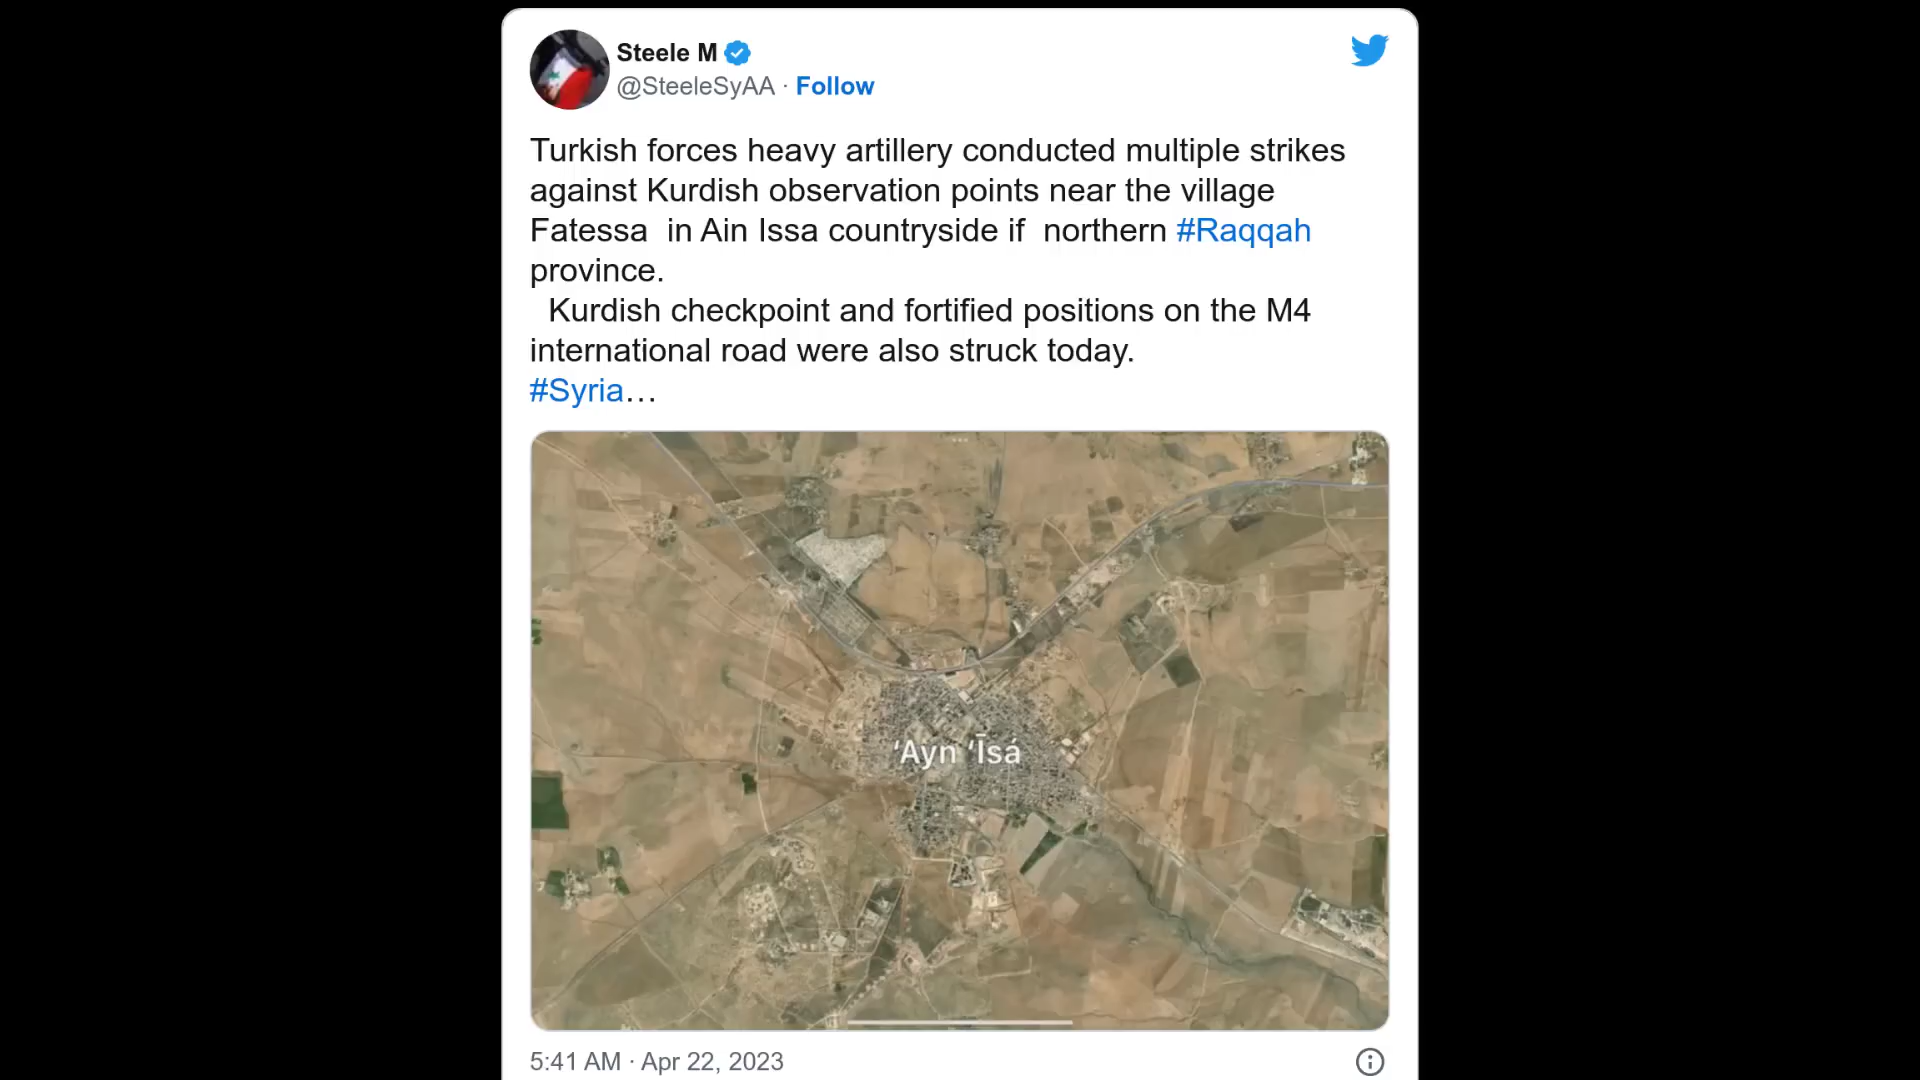 Steele M
@SteeleSyAA · Follow
Turkish forces heavy artillery conducted multiple strikes
against Kurdish observation points near the village
Fatessa  in Ain Issa countryside if  northern #Raqqah
province.
Kurdish checkpoint and fortified positions on the M4
international road were also struck today.
#Syria…
‘Ayn ‘Īsá
5:41 AM · Apr 22, 2023